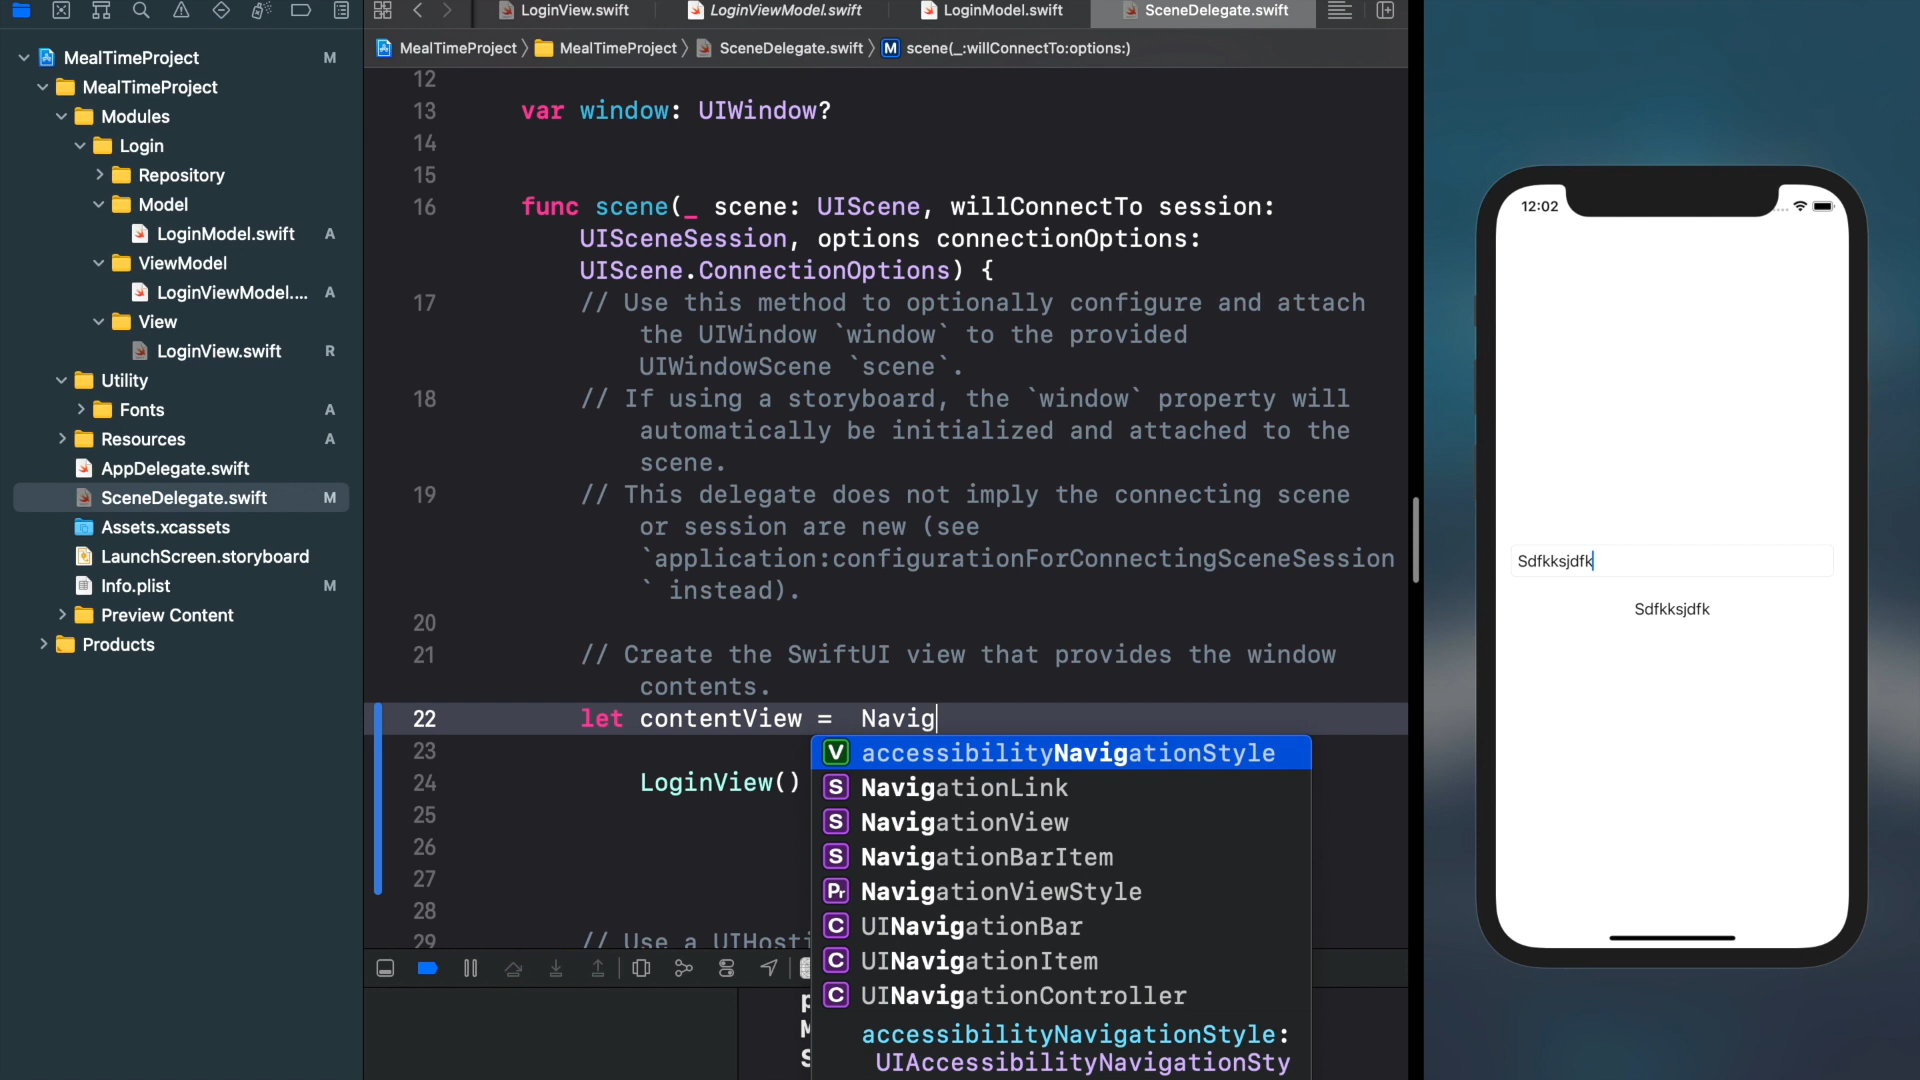 LoginView.swift
LoginViewModel.swift
LoginModel.swift
SceneDelegate.swift
MealTimeProject M
MealTimeProject
Modules
Login
Repository
Model
LoginModel.swift A
ViewModel
LoginViewModel.... A
View
LoginView.swift R
Utility
Fonts A
Resources A
AppDelegate.swift
SceneDelegate.swift M
Assets.xcassets
LaunchScreen.storyboard
Info.plist M
Preview Content
Products
MealTimeProject 〉 MealTimeProject 〉 SceneDelegate.swift 〉 M scene(_:willConnectTo:options:)
12
13 var window: UIWindow?
14
15
16 func scene(_ scene: UIScene, willConnectTo session:
UISceneSession, options connectionOptions:
UIScene.ConnectionOptions) {
17 // Use this method to optionally configure and attach
the UIWindow `window` to the provided
UIWindowScene `scene`.
18 // If using a storyboard, the `window` property will
automatically be initialized and attached to the
scene.
19 // This delegate does not imply the connecting scene
or session are new (see
`application:configurationForConnectingSceneSession
` instead).
20
21 // Create the SwiftUI view that provides the window
contents.
22 let contentView =  Navig
23
24 LoginView()
25
26
27
28
29 // Use a UIHosti
V accessibilityNavigationStyle
S NavigationLink
S NavigationView
S NavigationBarItem
Pr NavigationViewStyle
C UINavigationBar
C UINavigationItem
C UINavigationController
accessibilityNavigationStyle:
UIAccessibilityNavigationSty
12:02
Sdfkksjdfk
Sdfkksjdfk